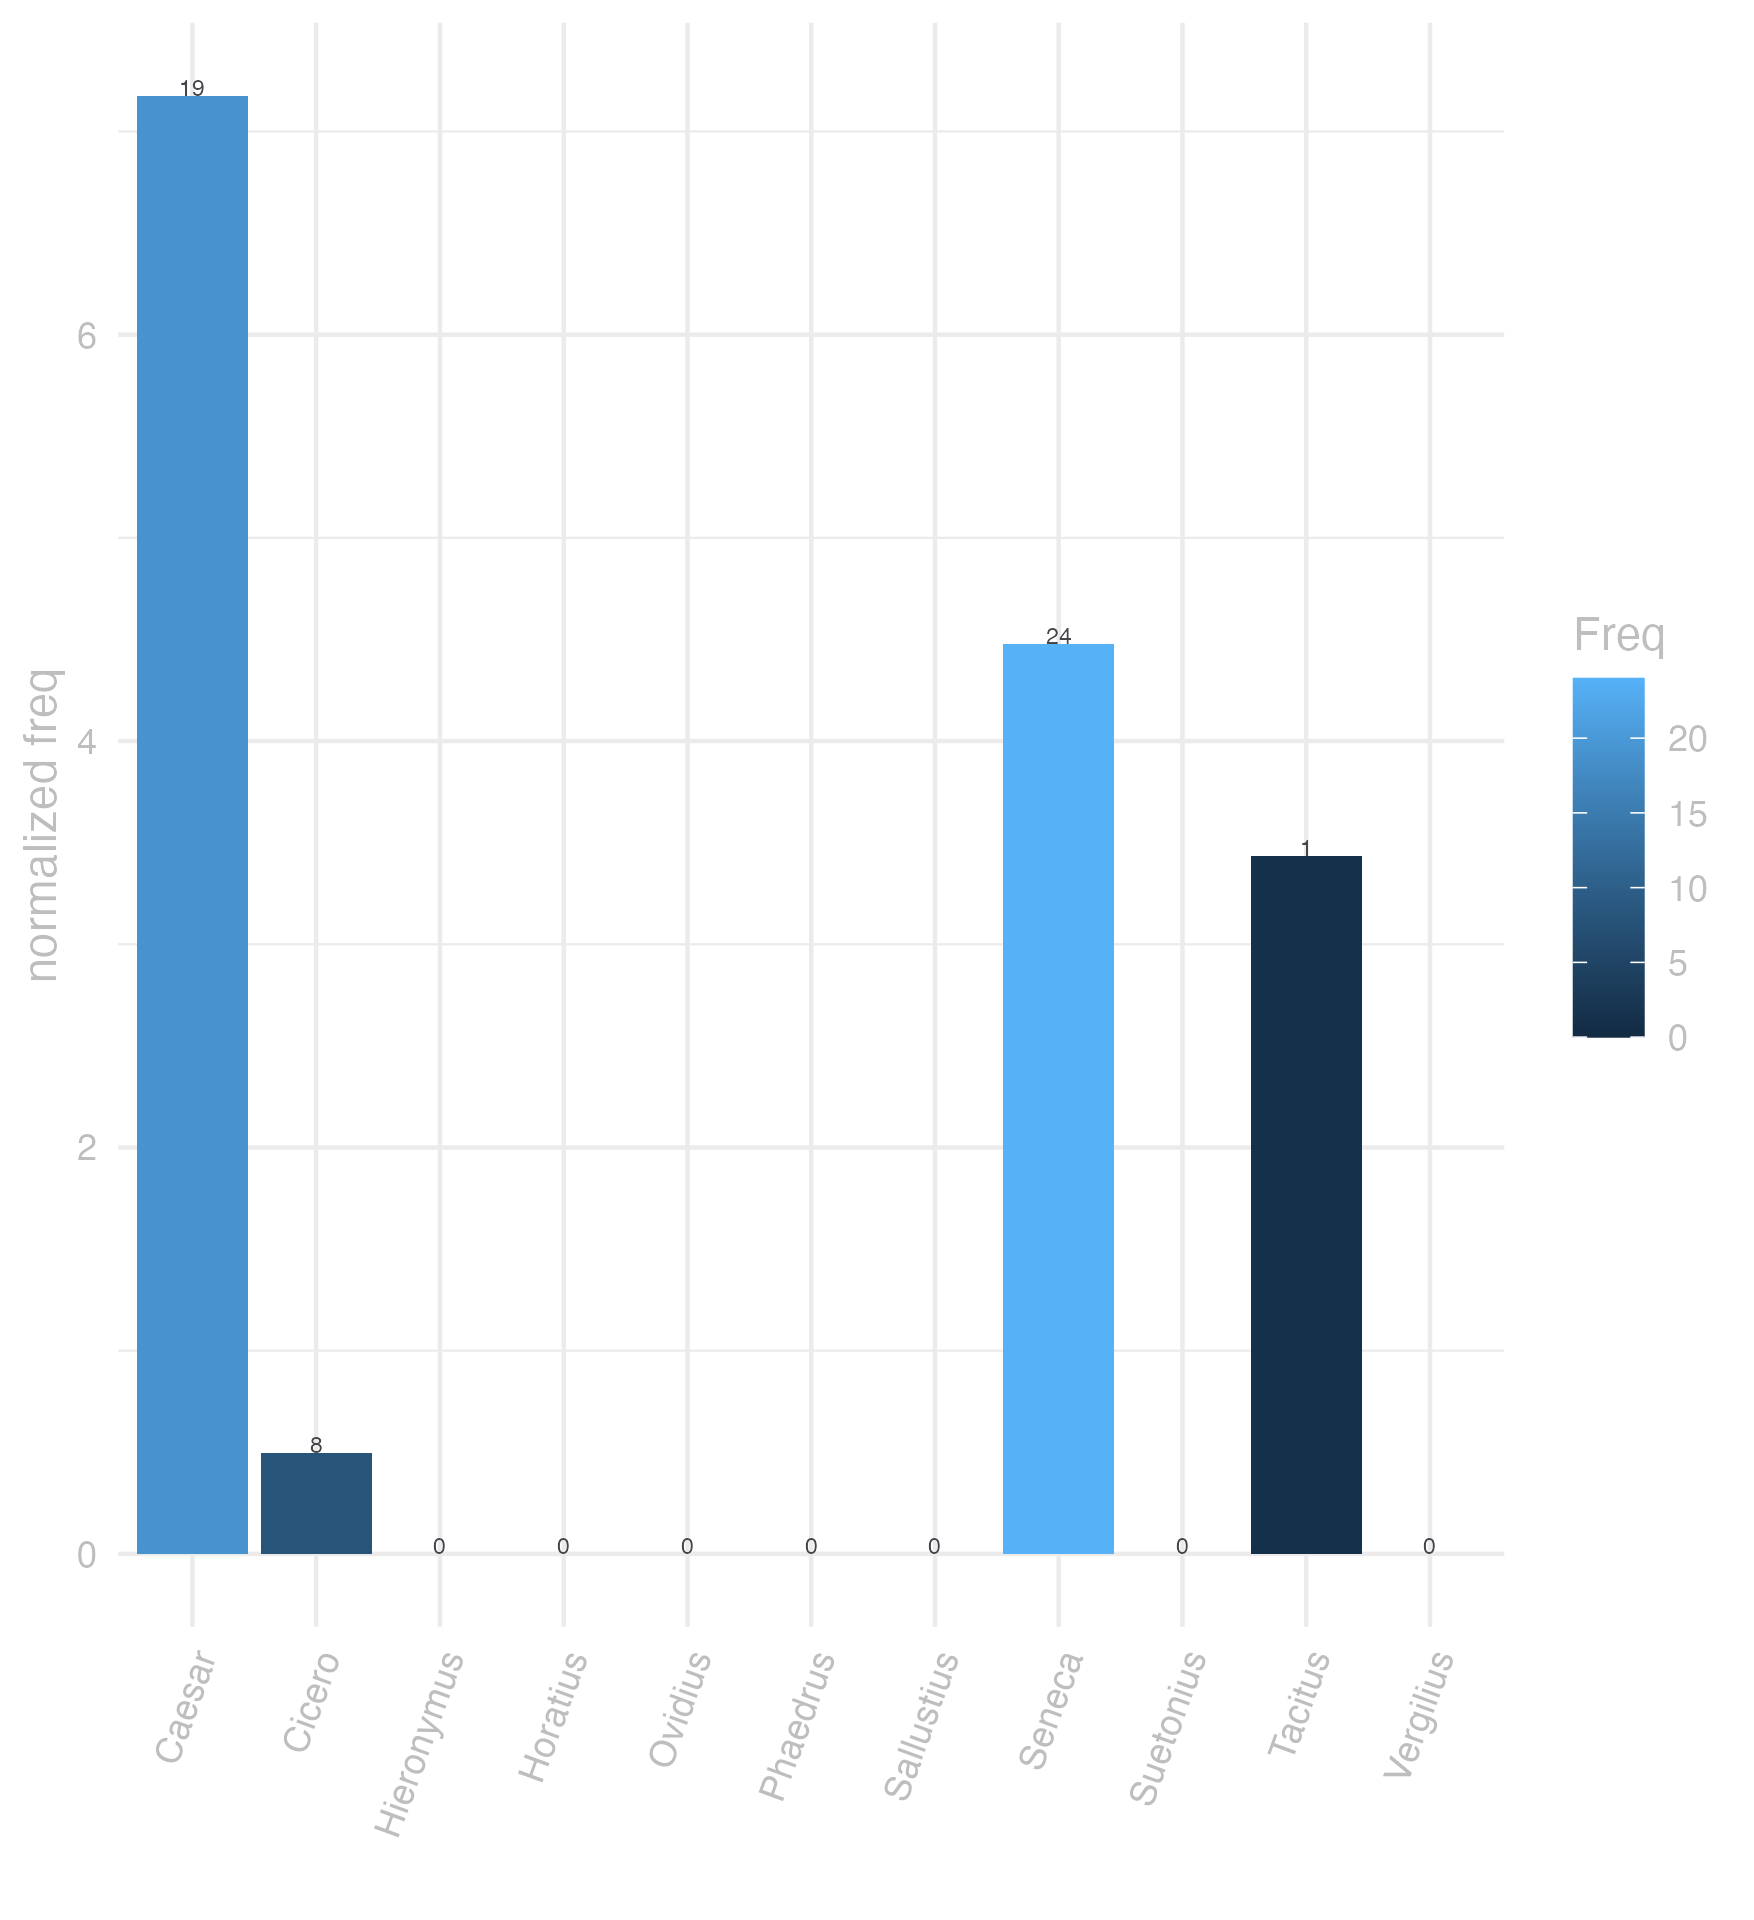 19
6
24
Freq
20
4
normalized freq
15
1
10
5
0
2
8
0
0
0
0
0
0
0
0
Caesar
Cicero
Hieronymus
Horatius
Ovidius
Phaedrus
Sallustius
Seneca
Suetonius
Tacitus
Vergilius